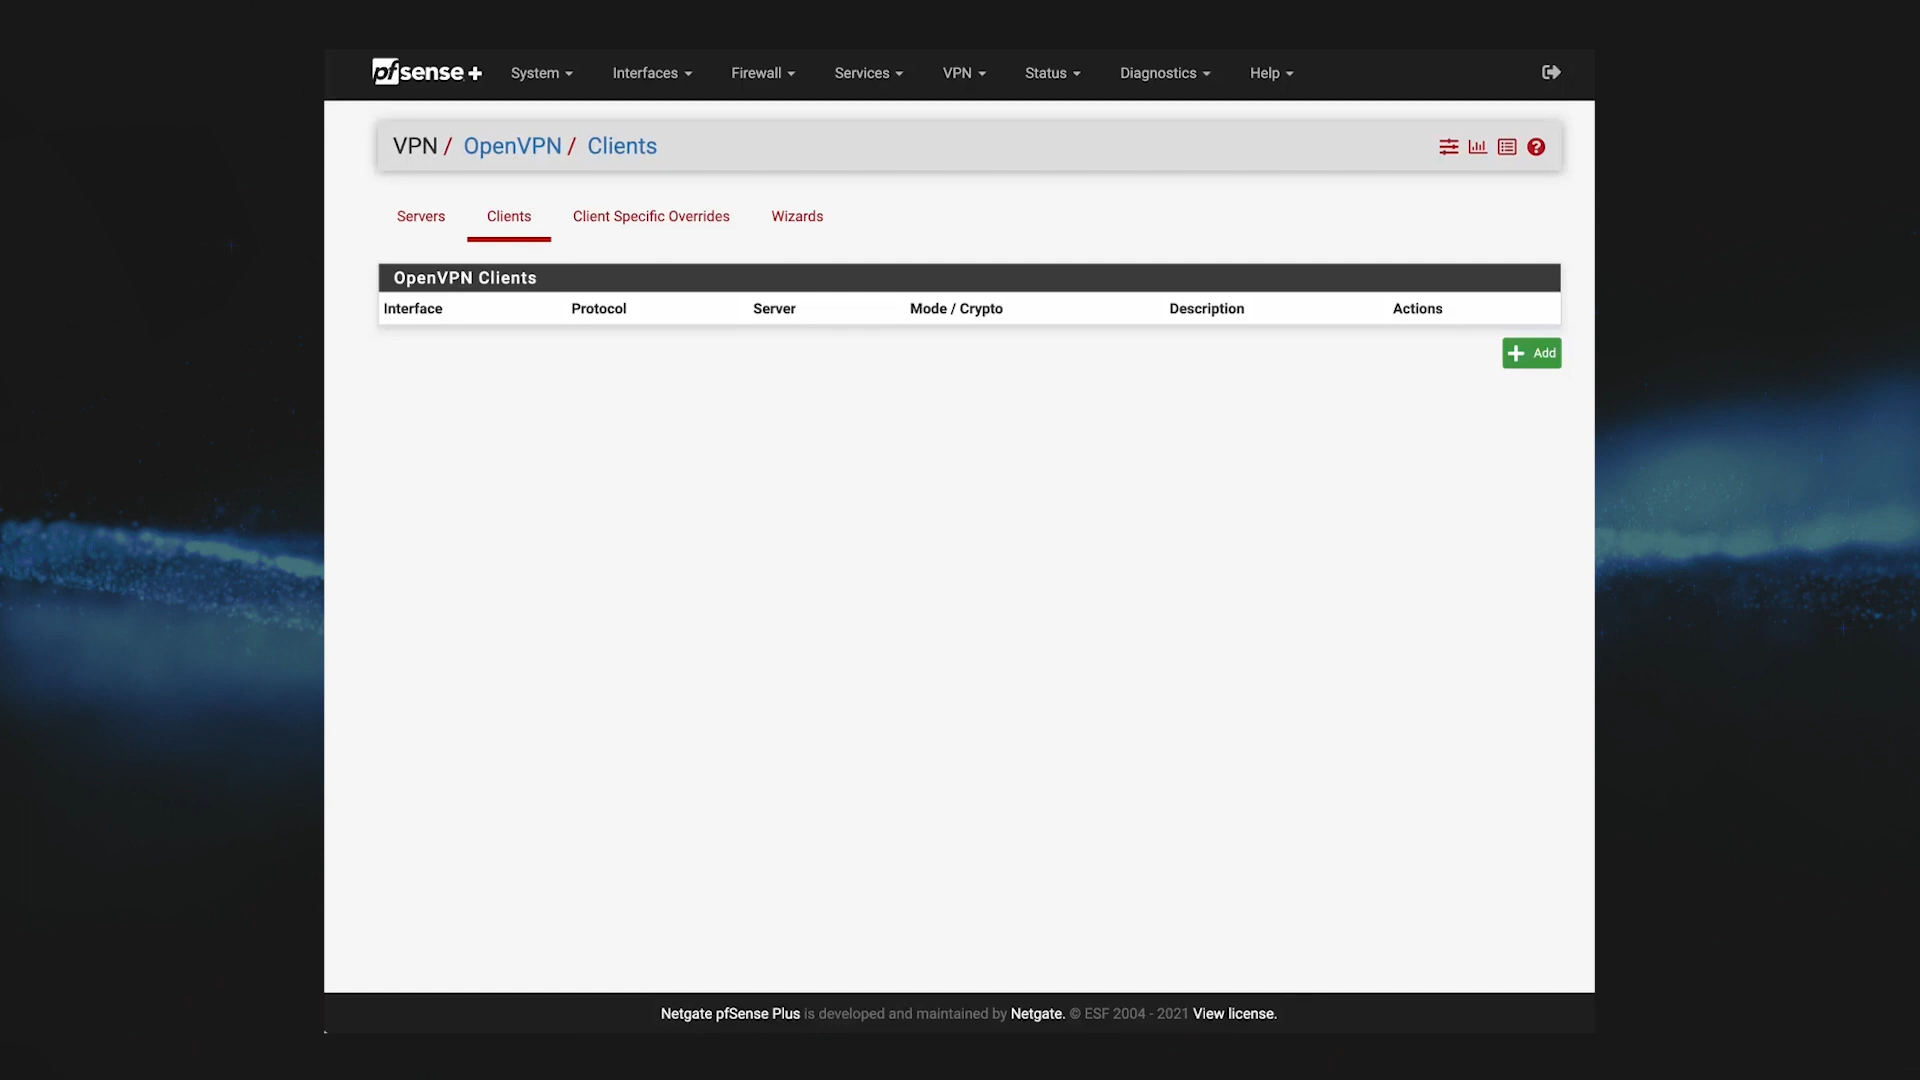 pfsense + System Interfaces Firewall Services VPN Status Diagnostics Help
VPN / OpenVPN / Clients
Servers Clients Client Specific Overrides Wizards
OpenVPN Clients
Interface Protocol Server Mode / Crypto Description Actions
Add
Netgate pfSense Plus is developed and maintained by Netgate. © ESF 2004 - 2021 View license.